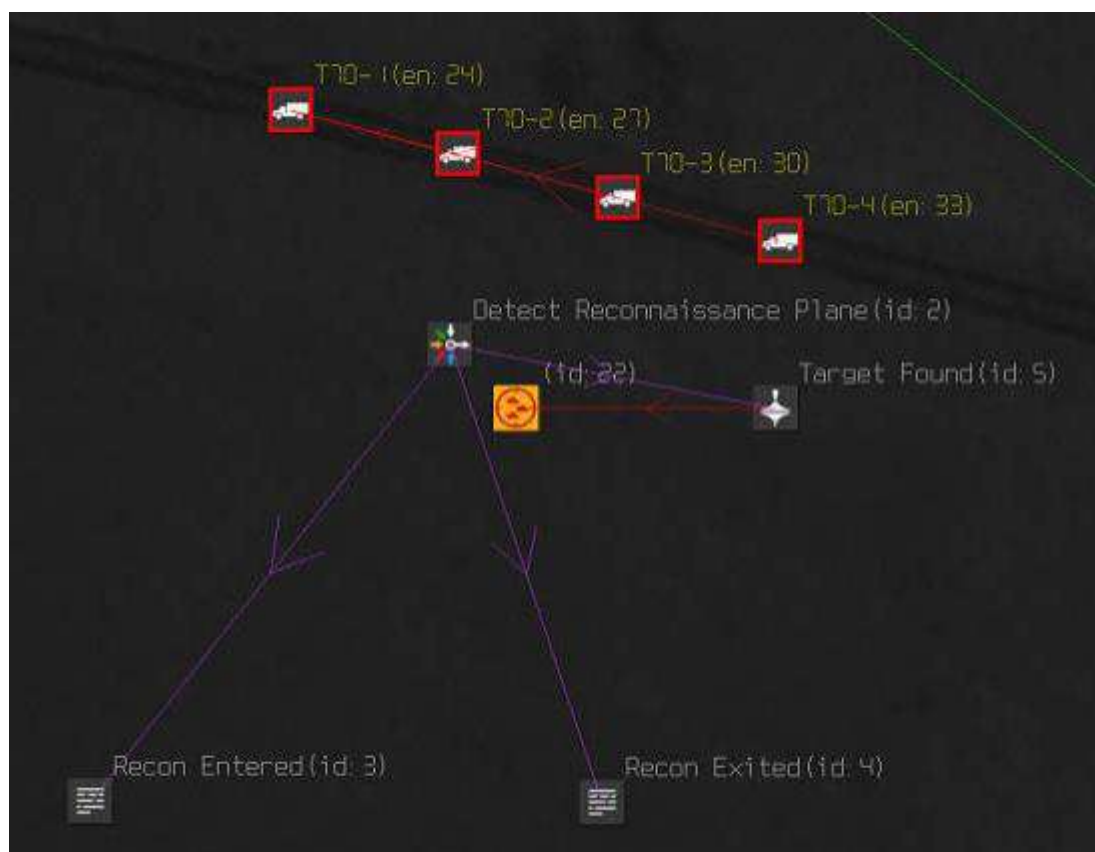 T70-1(en: 24)
T70-2(en: 27)
T70-3(en: 30)
T70-4(en: 33)
Detect Reconnaissance Plane(id: 2)
(id: 22)
Target Found(id: 5)
Recon Entered(id: 3)
Recon Exited(id: 4)